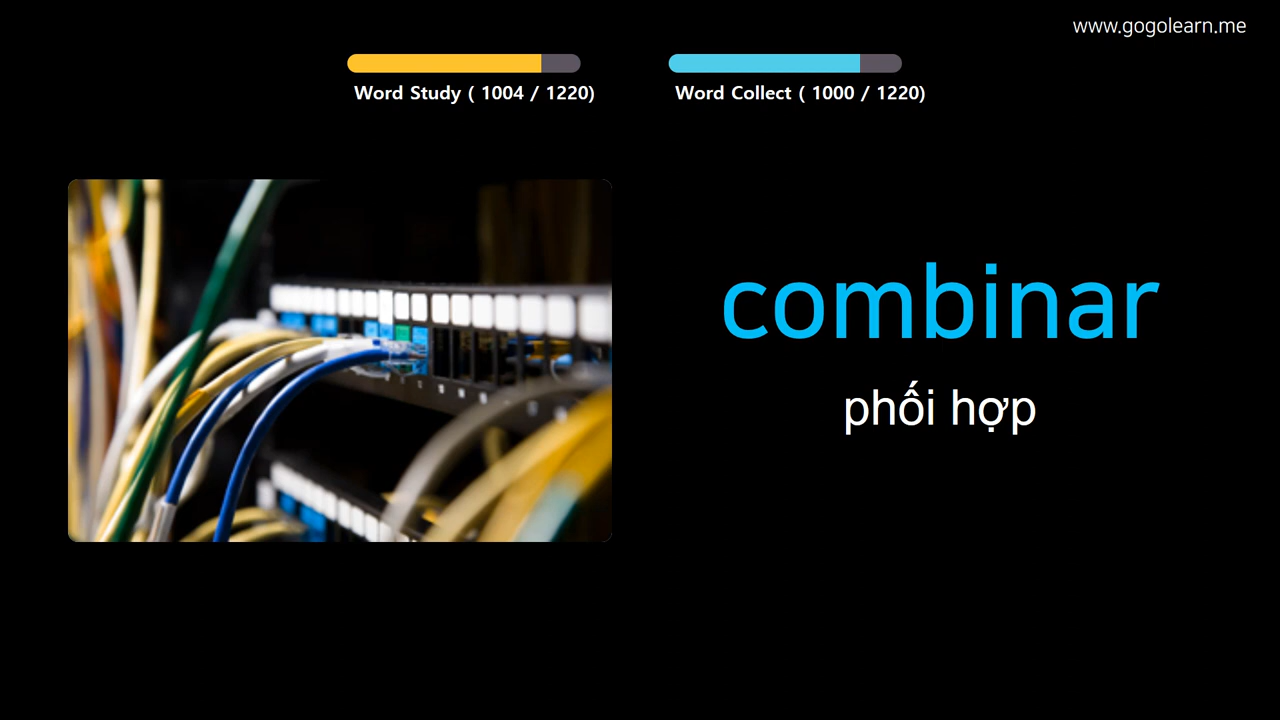 www.gogolearn.me
Word Study ( 1004 / 1220)
Word Collect ( 1000 / 1220)
combinar
phối hợp